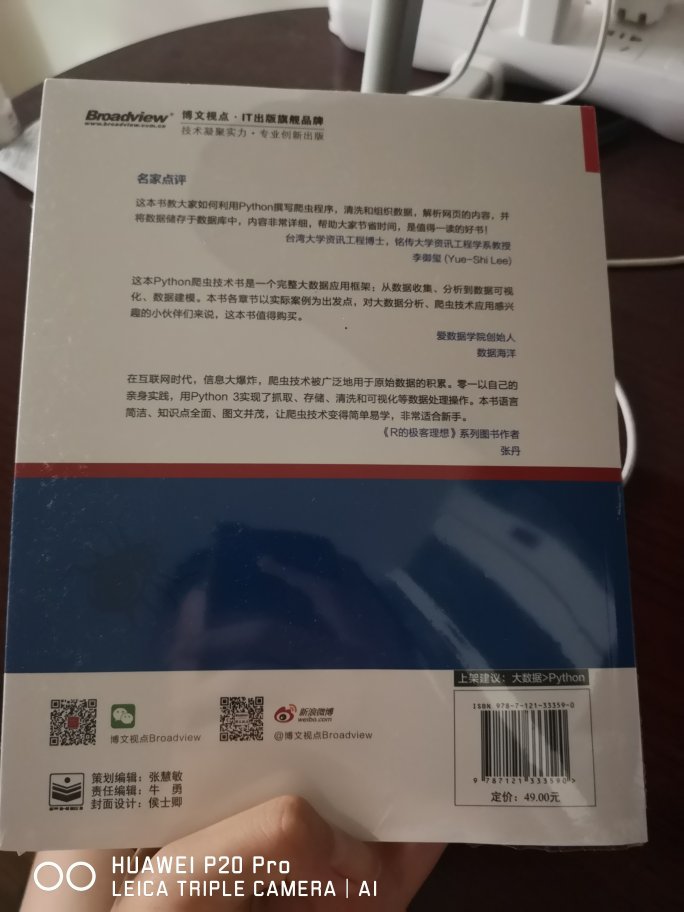 Broadview®
www.broadview.com.cn
博文视点·IT出版旗舰品牌
技术凝聚实力·专业创新出版
名家点评
这本书教大家如何利用Python撰写爬虫程序，清洗和组织数据，解析网页的内容，并
将数据储存于数据库中，内容非常详细，帮助大家节省时间，是值得一读的好书！
台湾大学资讯工程博士，铭传大学资讯工程学系教授
李御玺 (Yue-Shi Lee)
这本Python爬虫技术书是一个完整大数据应用框架：从数据收集、分析到数据可视
化、数据建模。本书各章节以实际案例为出发点，对大数据分析、爬虫技术应用感兴
趣的小伙伴们来说，这本书值得购买。
爱数据学院创始人
数据海洋
在互联网时代，信息大爆炸，爬虫技术被广泛地用于原始数据的积累。零一以自己的
亲身实践，用Python 3实现了抓取、存储、清洗和可视化等数据处理操作。本书语言
简洁、知识点全面、图文并茂，让爬虫技术变得简单易学，非常适合新手。
《R的极客理想》系列图书作者
张丹
上架建议：大数据>Python
ISBN 978-7-121-33359-0
9 787121 333590 >
定价：49.00元
博文视点Broadview
新浪微博
weibo.com
@博文视点Broadview
策划编辑：张慧敏
责任编辑：牛 勇
封面设计：侯士卿
HUAWEI P20 Pro
LEICA TRIPLE CAMERA | AI